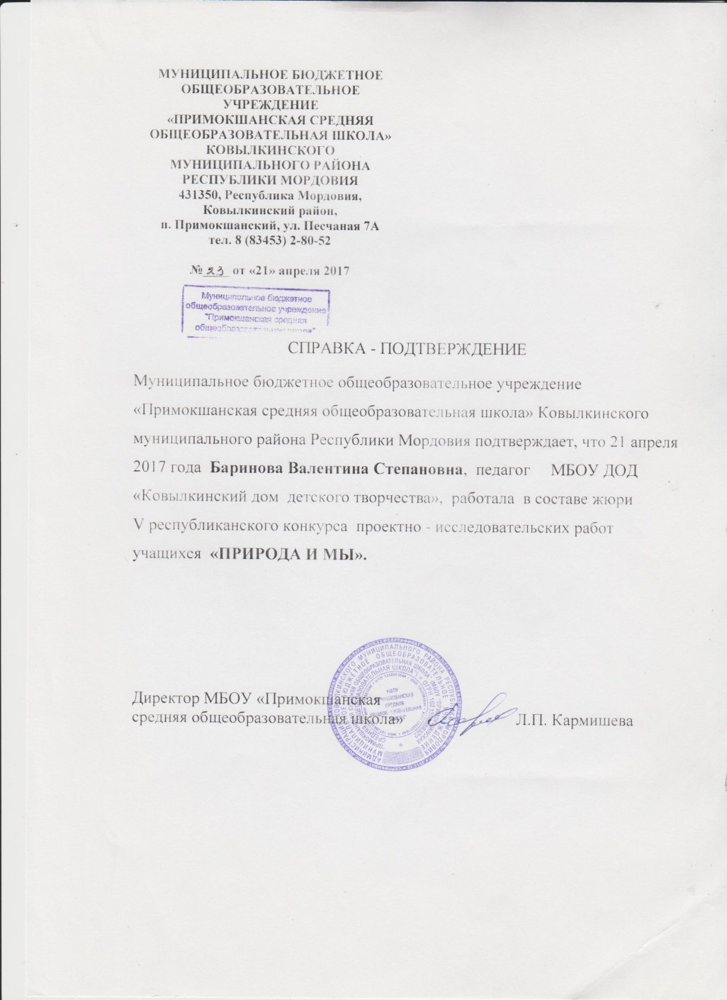 МУНИЦИПАЛЬНОЕ БЮДЖЕТНОЕ
ОБЩЕОБРАЗОВАТЕЛЬНОЕ
УЧРЕЖДЕНИЕ
«ПРИМОКШАНСКАЯ СРЕДНЯЯ
ОБЩЕОБРАЗОВАТЕЛЬНАЯ ШКОЛА»
КОВЫЛКИНСКОГО
МУНИЦИПАЛЬНОГО РАЙОНА
РЕСПУБЛИКИ МОРДОВИЯ
431350, Республика Мордовия,
Ковылкинский район,
п. Примокшанский, ул. Песчаная 7А
тел. 8 (83453) 2-80-52
№ 23 от «21» апреля 2017
Муниципальное бюджетное
общеобразовательное учреждение
"Примокшанская средняя
общеобразовательная школа"
СПРАВКА - ПОДТВЕРЖДЕНИЕ
Муниципальное бюджетное общеобразовательное учреждение
«Примокшанская средняя общеобразовательная школа» Ковылкинского
муниципального района Республики Мордовия подтверждает, что 21 апреля
2017 года Баринова Валентина Степановна, педагог МБОУ ДОД
«Ковылкинский дом детского творчества», работала в составе жюри
V республиканского конкурса проектно - исследовательских работ
учащихся «ПРИРОДА И МЫ».
Директор МБОУ «Примокшанская
средняя общеобразовательная школа» Л.П. Кармишева